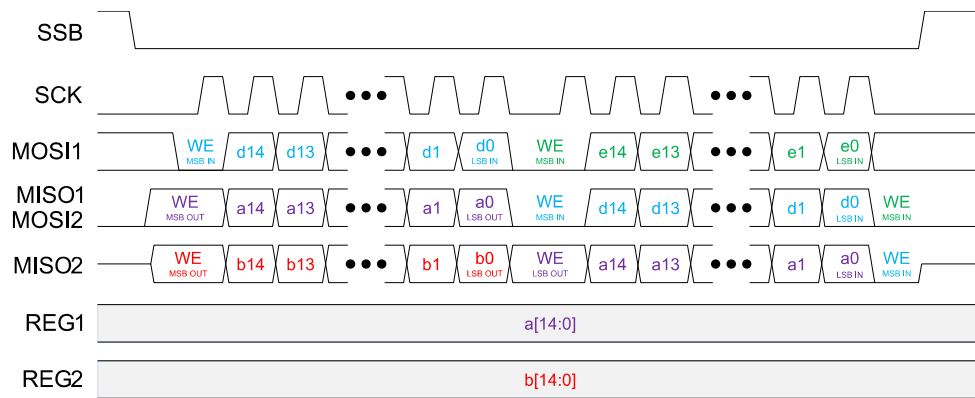 SSB
SCK
MOSI1 WE d14 d13 d1 d0 WE e14 e13 e1 e0
MSB IN LSB IN MSB IN LSB IN
MISO1 WE a14 a13 a1 a0 WE d14 d13 d1 d0 WE
MOSI2 MSB OUT LSB OUT MSB IN LSB IN MSB IN
MISO2 WE b14 b13 b1 b0 WE a14 a13 a1 a0 WE
MSB OUT LSB OUT LSB OUT LSB IN MSB IN
REG1 a[14:0]
REG2 b[14:0]